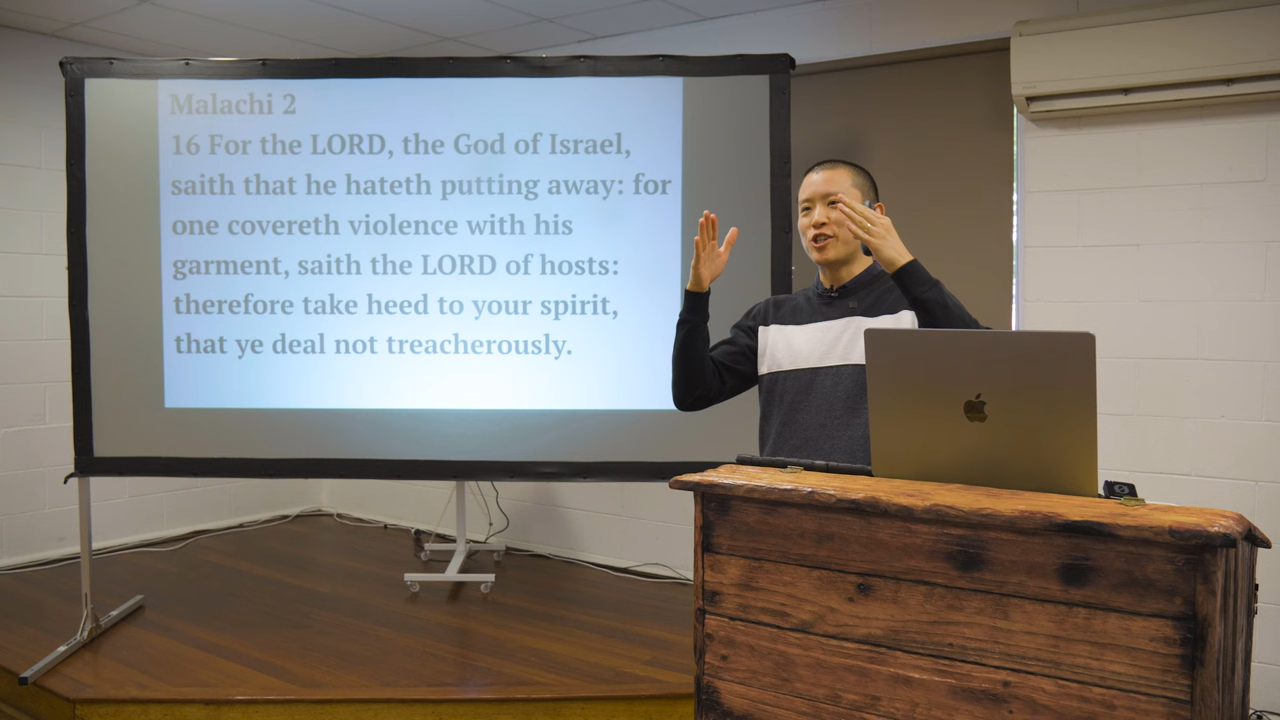 Malachi 2
16 For the LORD, the God of Israel,
saith that he hateth putting away: for
one covereth violence with his
garment, saith the LORD of hosts:
therefore take heed to your spirit,
that ye deal not treacherously.